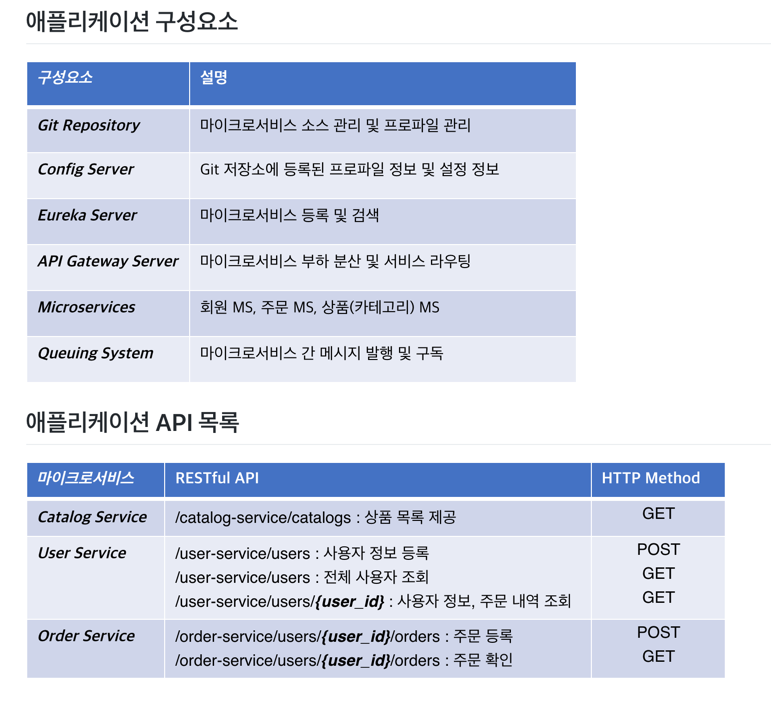 애플리케이션 구성요소
구성요소 설명
Git Repository 마이크로서비스 소스 관리 및 프로파일 관리
Config Server Git 저장소에 등록된 프로파일 정보 및 설정 정보
Eureka Server 마이크로서비스 등록 및 검색
API Gateway Server 마이크로서비스 부하 분산 및 서비스 라우팅
Microservices 회원 MS, 주문 MS, 상품(카테고리) MS
Queuing System 마이크로서비스 간 메시지 발행 및 구독
애플리케이션 API 목록
마이크로서비스 RESTful API HTTP Method
Catalog Service /catalog-service/catalogs : 상품 목록 제공 GET
User Service /user-service/users : 사용자 정보 등록 POST
/user-service/users : 전체 사용자 조회 GET
/user-service/users/{user_id} : 사용자 정보, 주문 내역 조회 GET
Order Service /order-service/users/{user_id}/orders : 주문 등록 POST
/order-service/users/{user_id}/orders : 주문 확인 GET